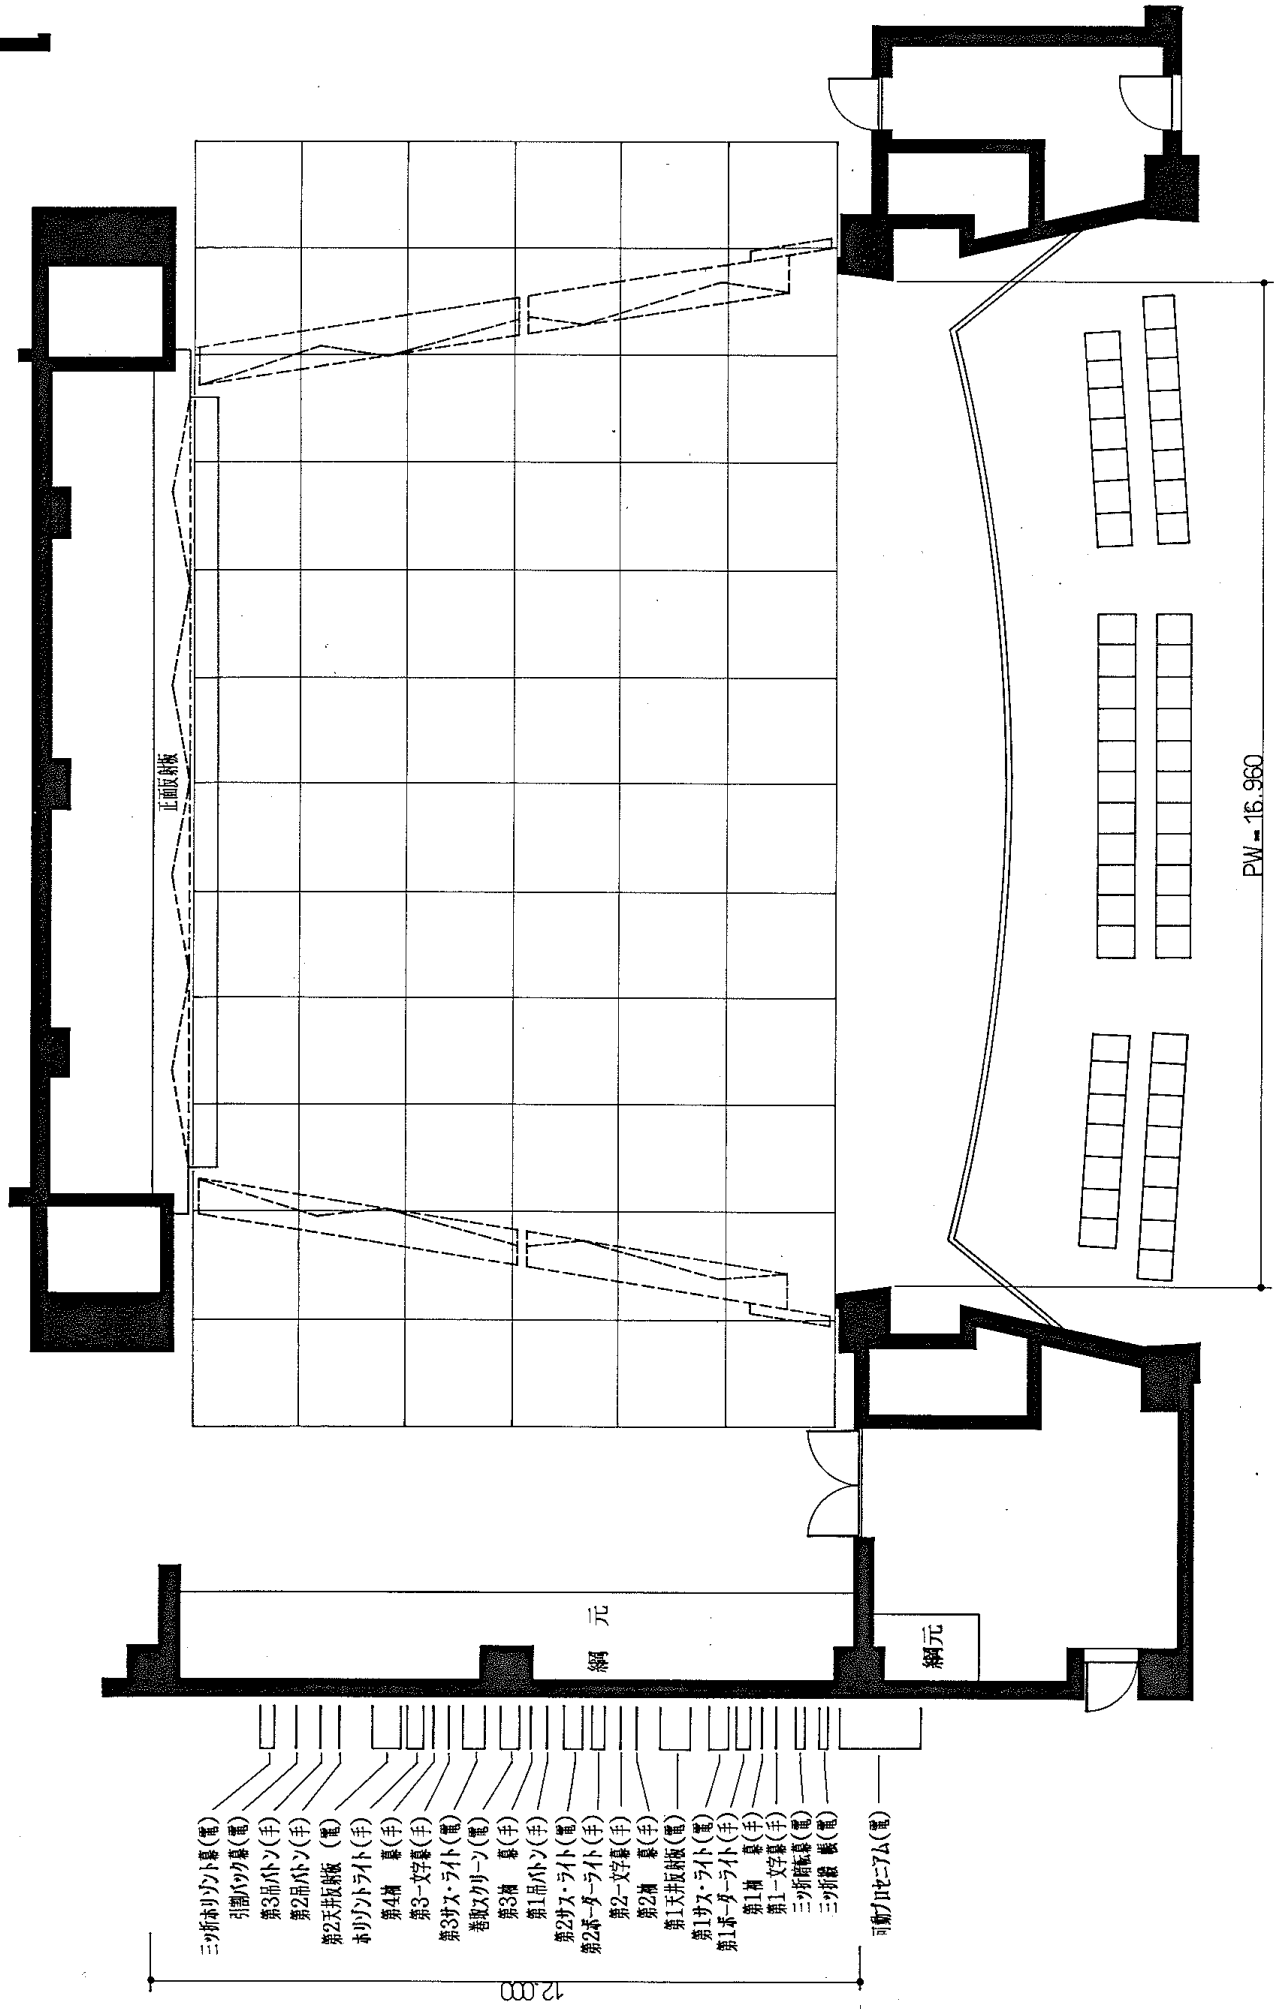 正面反射板
PW=16.960
綱 元
綱元
三ツ折ホリゾント幕(電)
引割バック幕(電)
第3吊バトン(手)
第2吊バトン(手)
第2天井反射板 (電)
ホリゾントライト(手)
第4袖 幕(手)
第3一文字幕(手)
第3サス・ライト(電)
巻取スクリーン(電)
第3袖 幕(手)
第1吊バトン(手)
第2サス・ライト(電)
第2ボーダーライト(手)
第2一文字幕(手)
第2袖 幕(手)
第1天井反射板(電)
第1サス・ライト(電)
第1ボーダーライト(手)
第1袖 幕(手)
第1一文字幕(手)
三ツ折暗転幕(電)
三ツ折緞 帳(電)
可動プロセニアム(電)
12.000